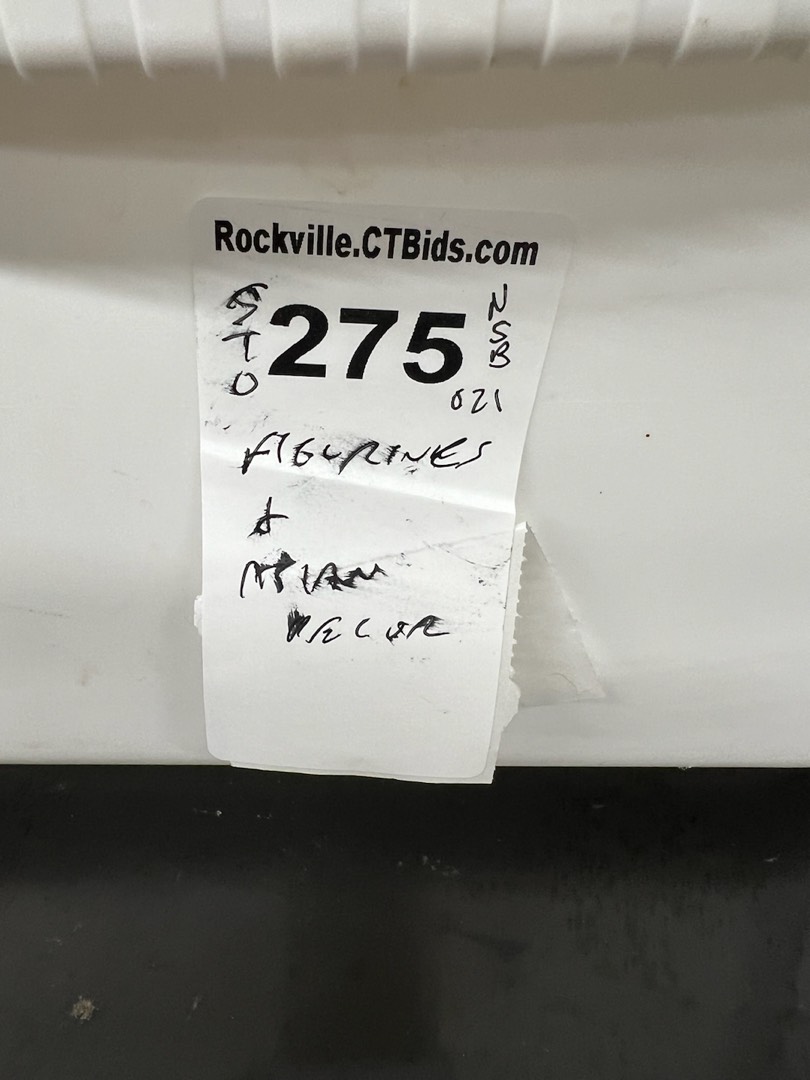 Rockville.CTBids.com
275
NSB
021
FIGURINES
&
ASIAN
DECOR